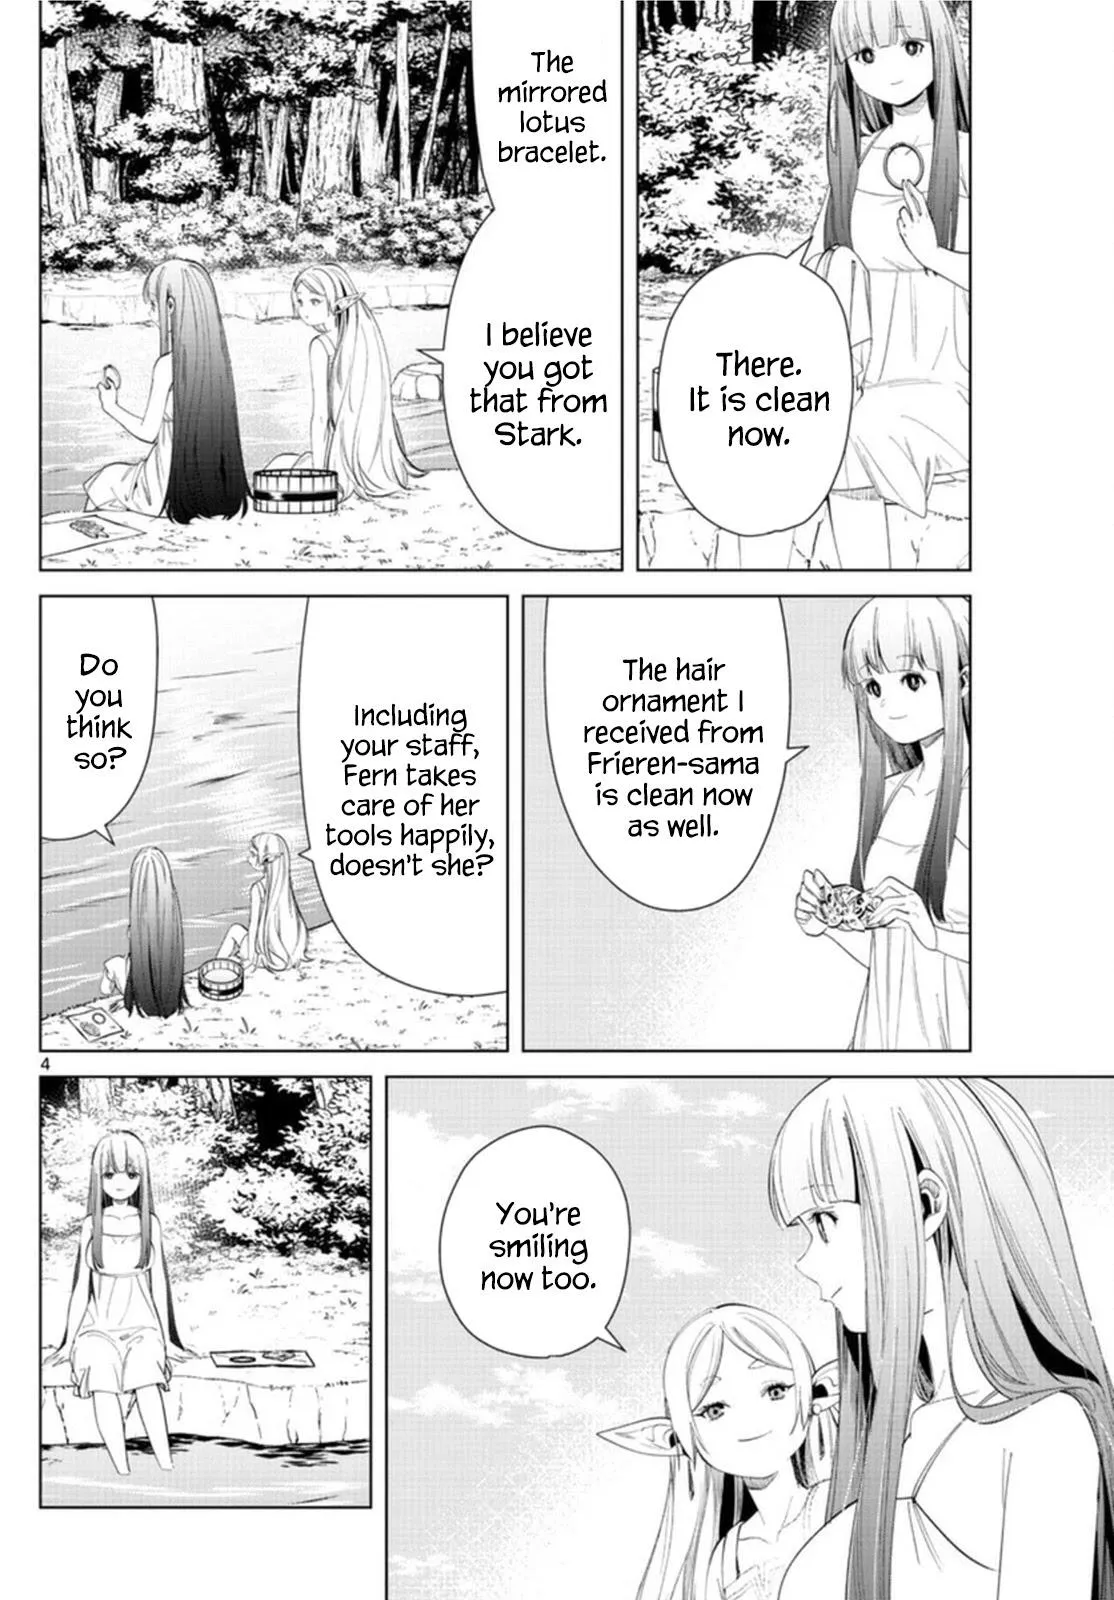 There.
It is clean
now.
The
mirrored
lotus
bracelet.
I believe
you got
that from
Stark.
The hair
ornament I
received from
Frieren-sama
is clean now
as well.
Including
your staff,
Fern takes
care of her
tools happily,
doesn't she?
Do
you
think
so?
4
You're
smiling
now too.